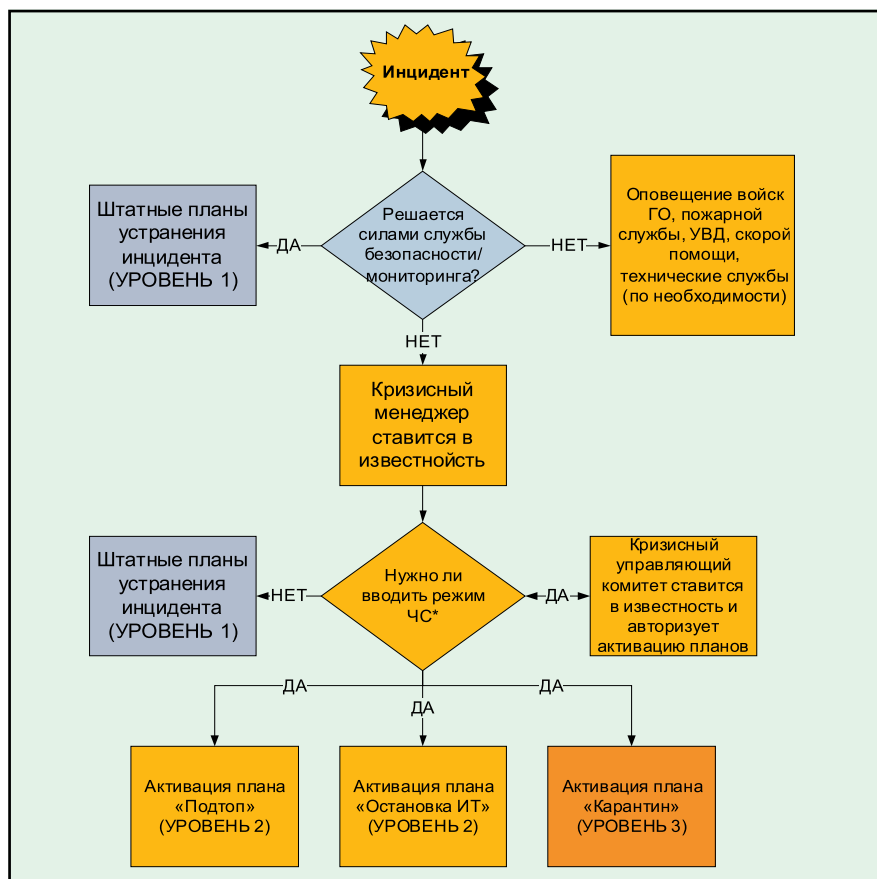 Инцидент
Штатные планы
устранения
инцидента
(УРОВЕНЬ 1)
ДА
Решается
силами службы
безопасности/
мониторинга?
НЕТ
Оповещение войск
ГО, пожарной
службы, УВД, скорой
помощи,
технические службы
(по необходимости)
НЕТ
Кризисный
менеджер
ставится в
известнойсть
Штатные планы
устранения
инцидента
(УРОВЕНЬ 1)
НЕТ
Нужно ли
вводить режим
ЧС*
ДА
Кризисный
управляющий
комитет ставится
в известность и
авторизует
активацию планов
ДА
ДА
ДА
Активация плана
«Подтоп»
(УРОВЕНЬ 2)
Активация плана
«Остановка ИТ»
(УРОВЕНЬ 2)
Активация плана
«Карантин»
(УРОВЕНЬ 3)